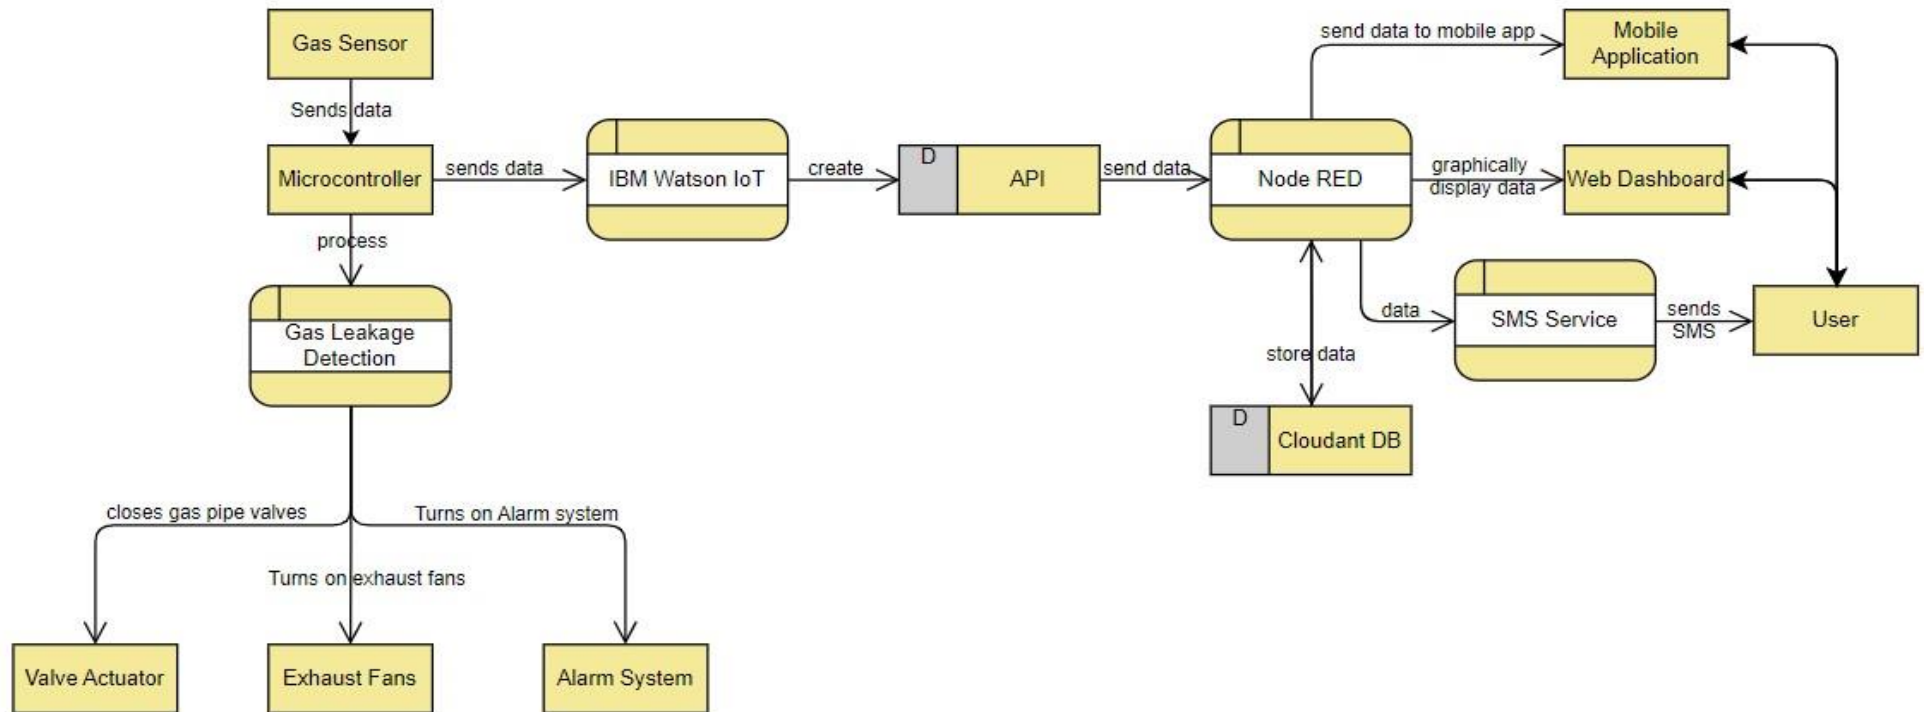 Gas Sensor
send data to mobile app
Mobile
Application
Sends data
Microcontroller
sends data
IBM Watson IoT
create
D
API
send data
Node RED
graphically
display data
Web Dashboard
process
Gas Leakage
Detection
data
SMS Service
sends
SMS
User
store data
D
Cloudant DB
closes gas pipe valves
Turns on Alarm system
Turns on exhaust fans
Valve Actuator
Exhaust Fans
Alarm System